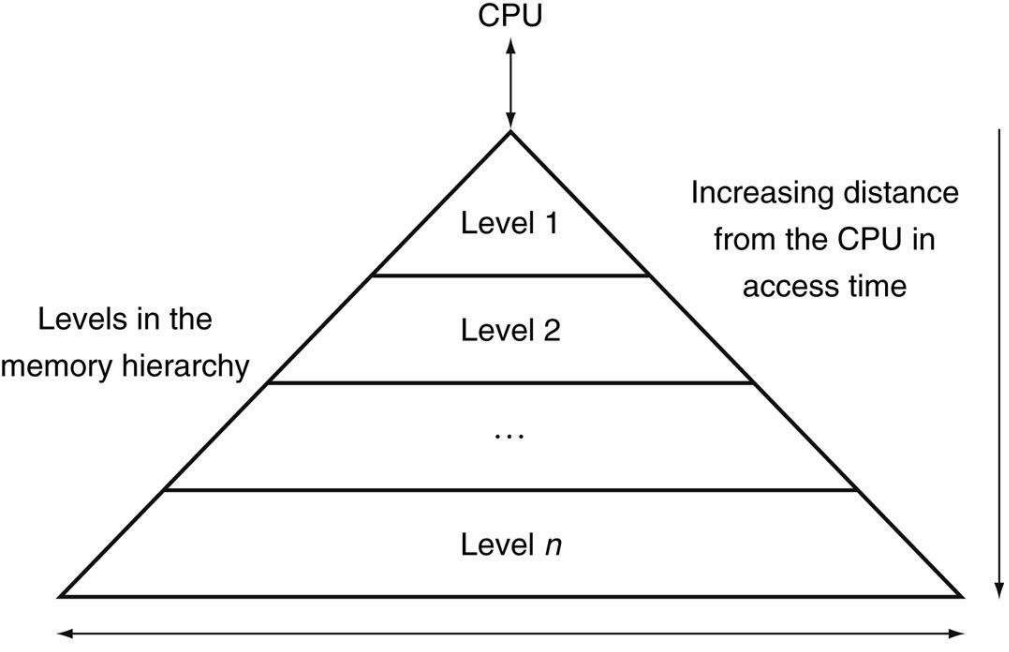 CPU
Level 1
Increasing distance
from the CPU in
access time
Levels in the
memory hierarchy
Level 2
...
Level n